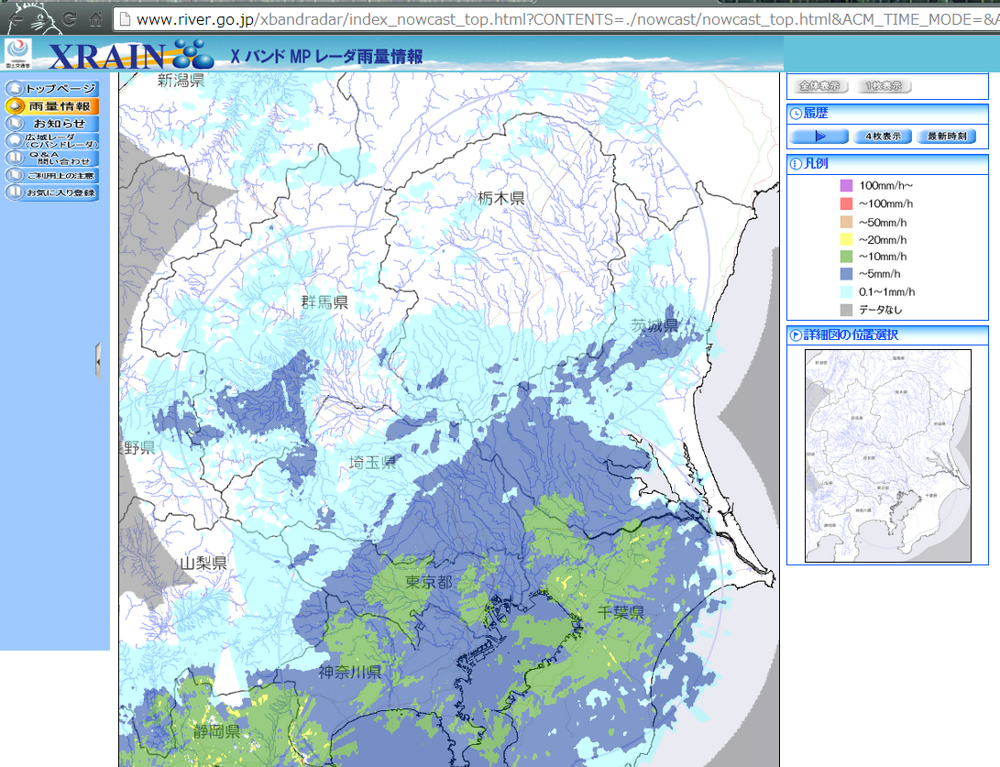 www.river.go.jp/xbandradar/index_nowcast_top.html?CONTENTS=./nowcast/nowcast_top.html&ACM_TIME_MODE=&A
国土交通省
XRAIN
X バンド MP レーダ雨量情報
トップページ
雨量情報
お知らせ
広域レーダ
(Cバンドレーダ)
Q&A
問い合わせ
ご利用上の注意
お気に入り登録
新潟県
栃木県
群馬県
茨城県
長野県
埼玉県
山梨県
東京都
千葉県
神奈川県
静岡県
全体表示
1枚表示
履歴
4枚表示
最新時刻
凡例
100mm/h～
～100mm/h
～50mm/h
～20mm/h
～10mm/h
～5mm/h
0.1～1mm/h
データなし
詳細図の位置選択